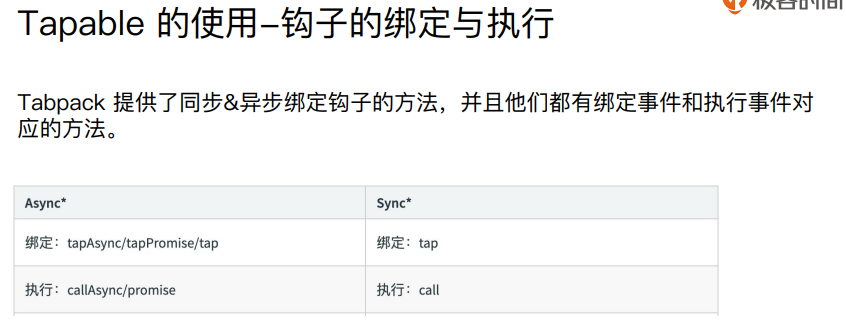 极客时间
Tapable 的使用–钩子的绑定与执行
Tabpack 提供了同步&异步绑定钩子的方法，并且他们都有绑定事件和执行事件对
应的方法。
Async* Sync*
绑定：tapAsync/tapPromise/tap 绑定：tap
执行：callAsync/promise 执行：call